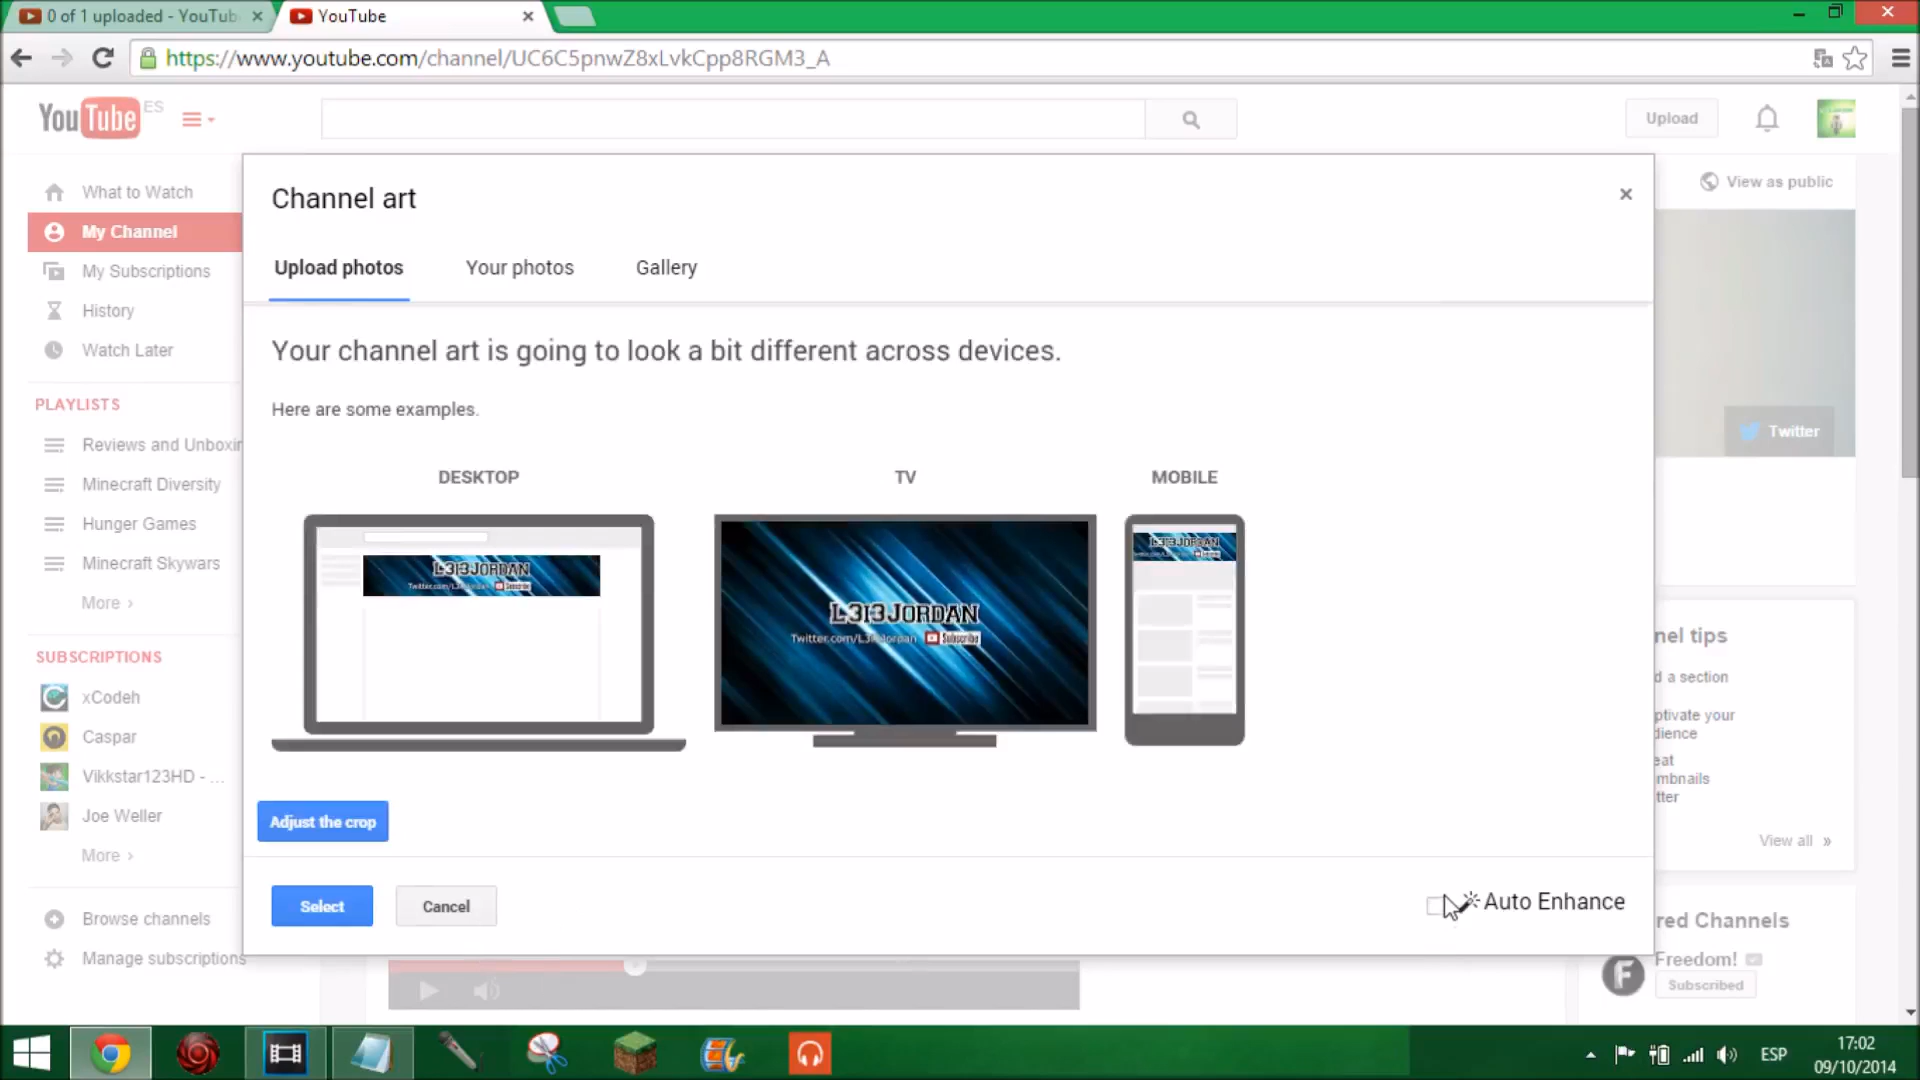 0 of 1 uploaded - YouTub
YouTube
https://www.youtube.com/channel/UC6C5pnwZ8xLvkCpp8RGM3_A
YouTube ES
Upload
What to Watch
My Channel
My Subscriptions
History
Watch Later
PLAYLISTS
Reviews and Unboxin
Minecraft Diversity
Hunger Games
Minecraft Skywars
More ›
SUBSCRIPTIONS
xCodeh
Caspar
Vikkstar123HD - ...
Joe Weller
More ›
Browse channels
Manage subscriptions
Channel art
Upload photos
Your photos
Gallery
Your channel art is going to look a bit different across devices.
Here are some examples.
DESKTOP
TV
MOBILE
L3I3JORDAN
Subscribe
L3I3JORDAN
Subscribe
L3I3JORDAN
Adjust the crop
Select
Cancel
Auto Enhance
View as public
Twitter
nel tips
d a section
ptivate your
dience
eat
mbnails
tter
View all »
red Channels
Freedom!
Subscribed
ESP
17:02
09/10/2014